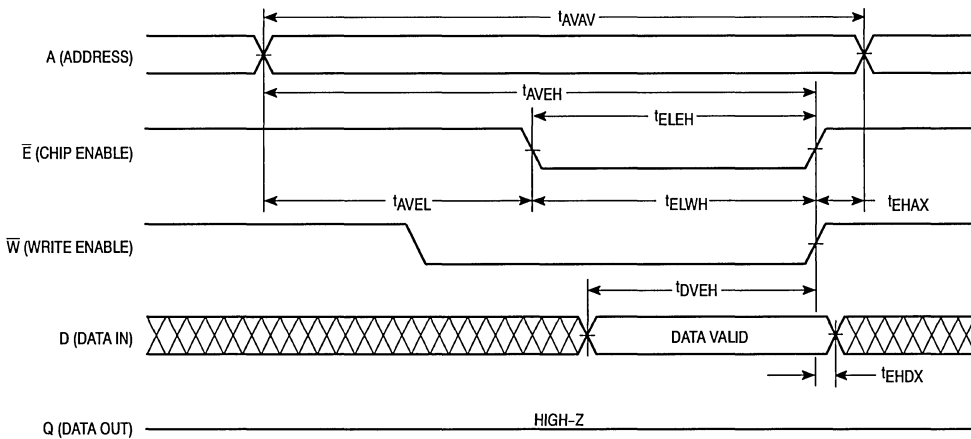 tAVAV
A (ADDRESS)
tAVEH
tELEH
E̅ (CHIP ENABLE)
tAVEL
tELWH
tEHAX
W̅ (WRITE ENABLE)
tDVEH
D (DATA IN)
DATA VALID
tEHDX
HIGH–Z
Q (DATA OUT)